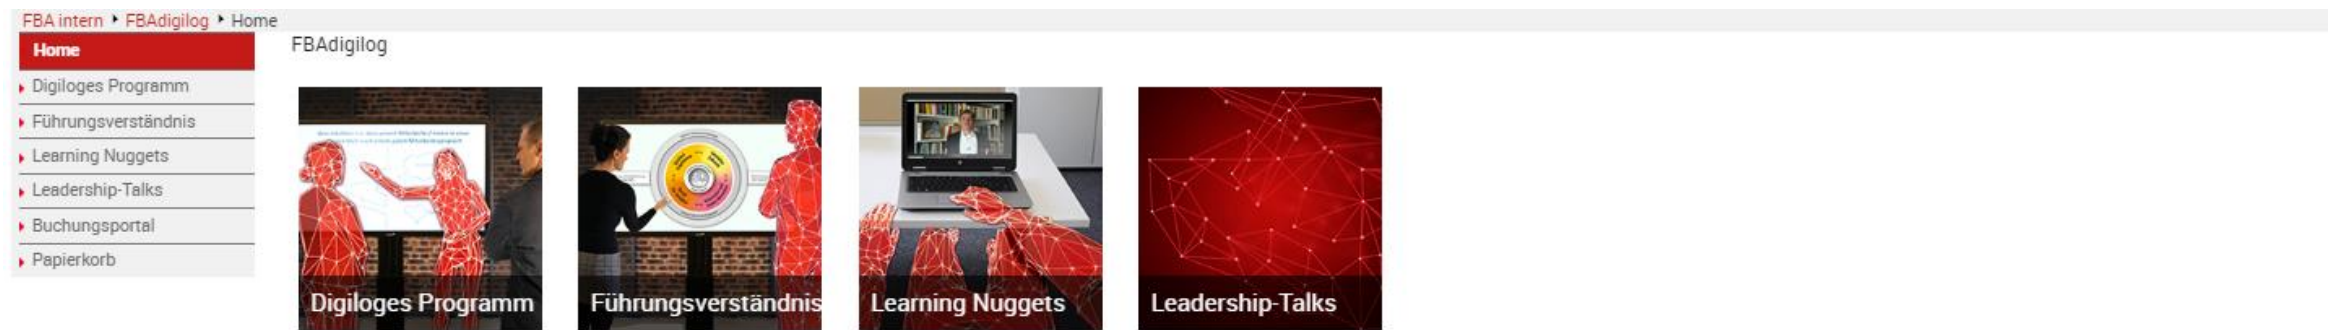 FBA intern ‣ FBAdigilog ‣ Home
Home
Digiloges Programm
Führungsverständnis
Learning Nuggets
Leadership-Talks
Buchungsportal
Papierkorb
FBAdigilog
Digiloges Programm
Führungsverständnis
Learning Nuggets
Leadership-Talks